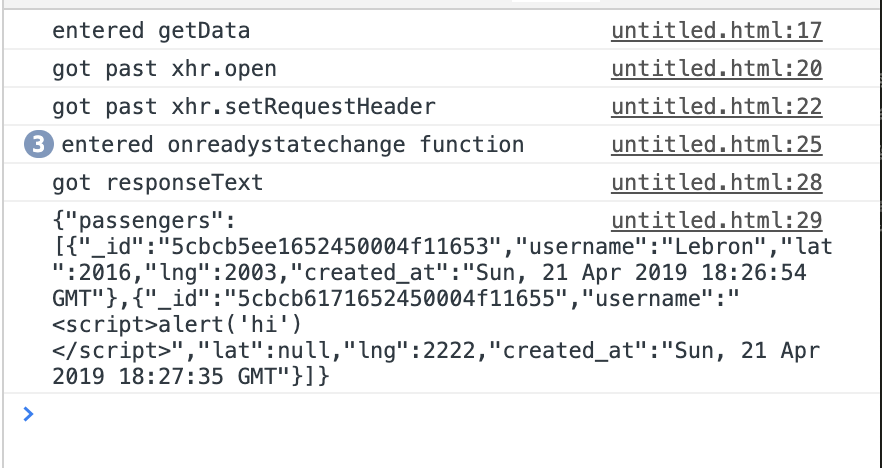 entered getData untitled.html:17
got past xhr.open untitled.html:20
got past xhr.setRequestHeader untitled.html:22
3 entered onreadystatechange function untitled.html:25
got responseText untitled.html:28
{"passengers": untitled.html:29
[{"_id":"5cbcb5ee1652450004f11653","username":"Lebron","lat
":2016,"lng":2003,"created_at":"Sun, 21 Apr 2019 18:26:54
GMT"},{"_id":"5cbcb6171652450004f11655","username":"
<script>alert('hi')
</script>","lat":null,"lng":2222,"created_at":"Sun, 21 Apr
2019 18:27:35 GMT"}]}
>